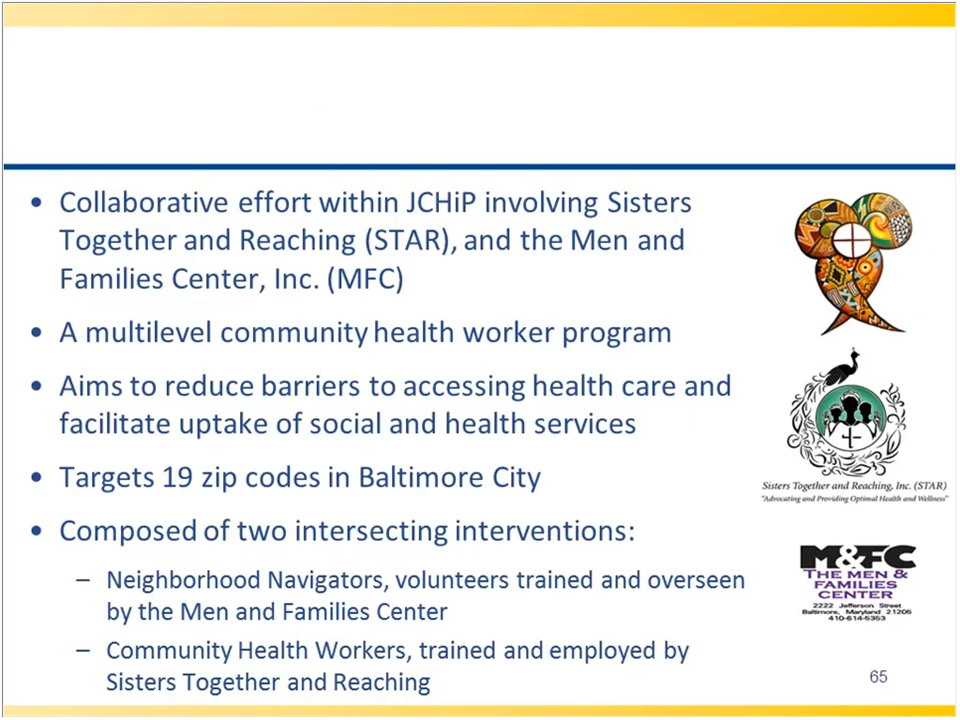 • Collaborative effort within JCHiP involving Sisters
Together and Reaching (STAR), and the Men and
Families Center, Inc. (MFC)
• A multilevel community health worker program
• Aims to reduce barriers to accessing health care and
facilitate uptake of social and health services
• Targets 19 zip codes in Baltimore City
• Composed of two intersecting interventions:
– Neighborhood Navigators, volunteers trained and overseen
by the Men and Families Center
– Community Health Workers, trained and employed by
Sisters Together and Reaching
Sisters Together and Reaching, Inc. (STAR)
"Advocating and Providing Optimal Health and Wellness"
M&FC
THE MEN &
FAMILIES
CENTER
2222 Jefferson Street
Baltimore, Maryland 21205
410-614-5353
65